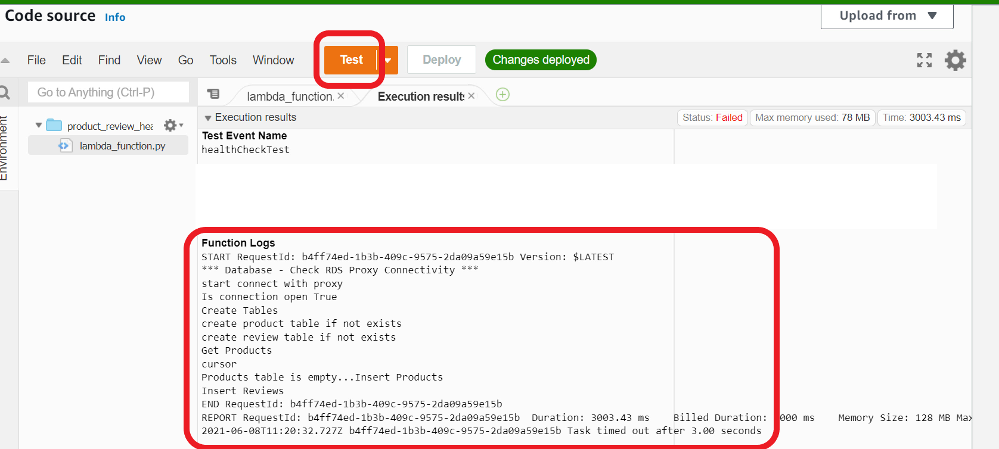 Code source Info
Upload from
File Edit Find View Go Tools Window Test Deploy Changes deployed
Go to Anything (Ctrl-P)
lambda_function. Execution results
Environment
Execution results Status: Failed Max memory used: 78 MB Time: 3003.43 ms
product_review_hea
lambda_function.py
Test Event Name
healthCheckTest
Function Logs
START RequestId: b4ff74ed-1b3b-409c-9575-2da09a59e15b Version: $LATEST
*** Database - Check RDS Proxy Connectivity ***
start connect with proxy
Is connection open True
Create Tables
create product table if not exists
create review table if not exists
Get Products
cursor
Products table is empty...Insert Products
Insert Reviews
END RequestId: b4ff74ed-1b3b-409c-9575-2da09a59e15b
REPORT RequestId: b4ff74ed-1b3b-409c-9575-2da09a59e15b Duration: 3003.43 ms Billed Duration: 000 ms Memory Size: 128 MB Max
2021-06-08T11:20:32.727Z b4ff74ed-1b3b-409c-9575-2da09a59e15b Task timed out after 3.00 seconds